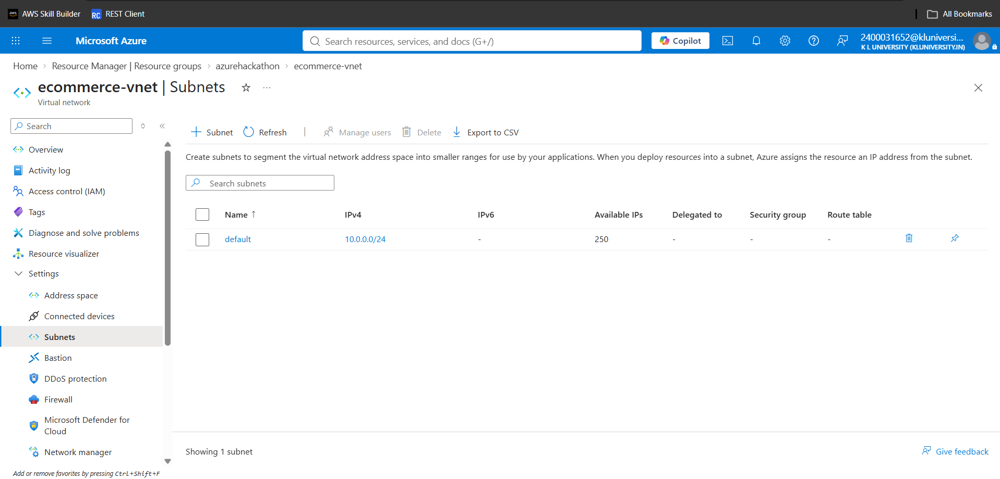 aws AWS Skill Builder RC REST Client All Bookmarks
Microsoft Azure Search resources, services, and docs (G+/) Copilot 2400031652@kluniversi...
K L UNIVERSITY (KLUNIVERSITY.IN)
Home > Resource Manager | Resource groups > azurehackathon > ecommerce-vnet
ecommerce-vnet | Subnets ☆ ...
Virtual network
Search
Overview
Activity log
Access control (IAM)
Tags
Diagnose and solve problems
Resource visualizer
Settings
Address space
Connected devices
Subnets
Bastion
DDoS protection
Firewall
Microsoft Defender for
Cloud
Network manager
Add or remove favorites by pressing Ctrl+Shift+F
+ Subnet Refresh | Manage users Delete Export to CSV
Create subnets to segment the virtual network address space into smaller ranges for use by your applications. When you deploy resources into a subnet, Azure assigns the resource an IP address from the subnet.
Search subnets
Name ↑ IPv4 IPv6 Available IPs Delegated to Security group Route table
default 10.0.0.0/24 - 250 - - -
Showing 1 subnet
Give feedback